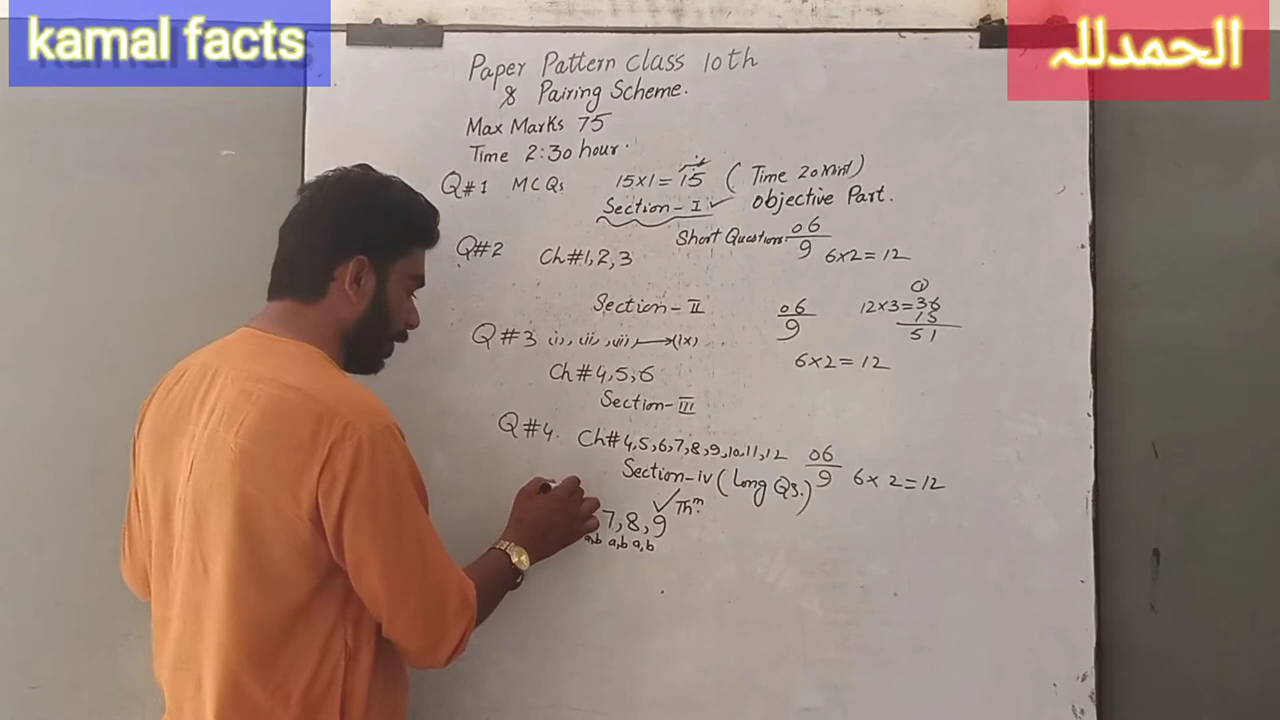 kamal facts
الحمدللہ
Paper Pattern Class 10th
& Pairing Scheme.
Max Marks 75
Time 2:30 hour.
Q#1 MCQs 15x1=15 (Time 20 Mint)
Section-I Objective Part.
Q#2 Ch#1,2,3 Short Question 06/9 6x2=12
Section-II 06/9 12x3=36
15
51
Q#3 i), ii), iii), →(ix)
6x2=12
Ch#4,5,6
Section-III
Q#4. Ch#4,5,6,7,8,9,10,11,12 06/9 6x2=12
Section-iv (Long Qs.)
7,8,9 Thm
a,b a,b a,b